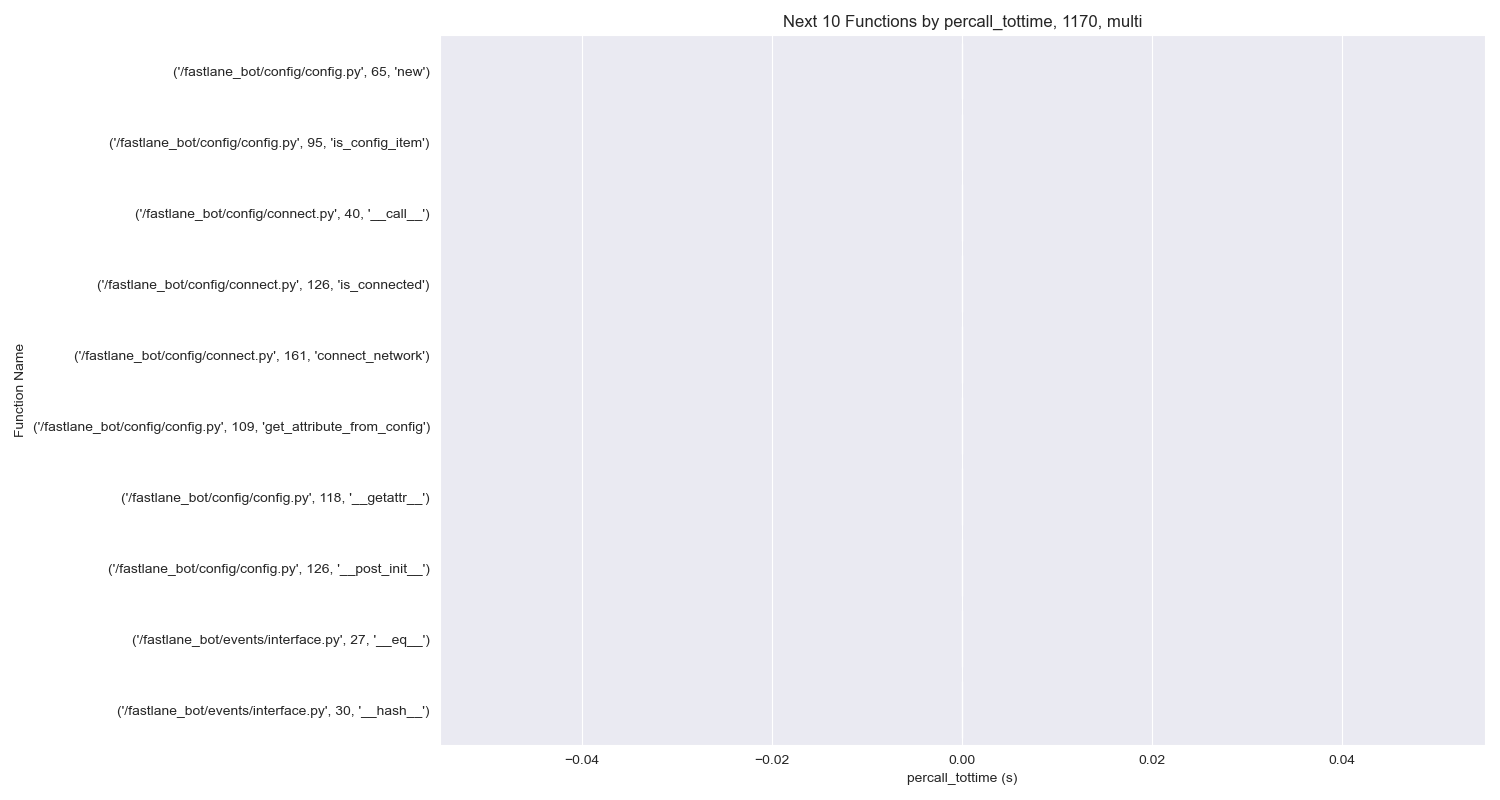 Next 10 Functions by percall_tottime, 1170, multi
('/fastlane_bot/config/config.py', 65, 'new')
('/fastlane_bot/config/config.py', 95, 'is_config_item')
('/fastlane_bot/config/connect.py', 40, '__call__')
('/fastlane_bot/config/connect.py', 126, 'is_connected')
('/fastlane_bot/config/connect.py', 161, 'connect_network')
('/fastlane_bot/config/config.py', 109, 'get_attribute_from_config')
('/fastlane_bot/config/config.py', 118, '__getattr__')
('/fastlane_bot/config/config.py', 126, '__post_init__')
('/fastlane_bot/events/interface.py', 27, '__eq__')
('/fastlane_bot/events/interface.py', 30, '__hash__')
Function Name
−0.04 −0.02 0.00 0.02 0.04
percall_tottime (s)